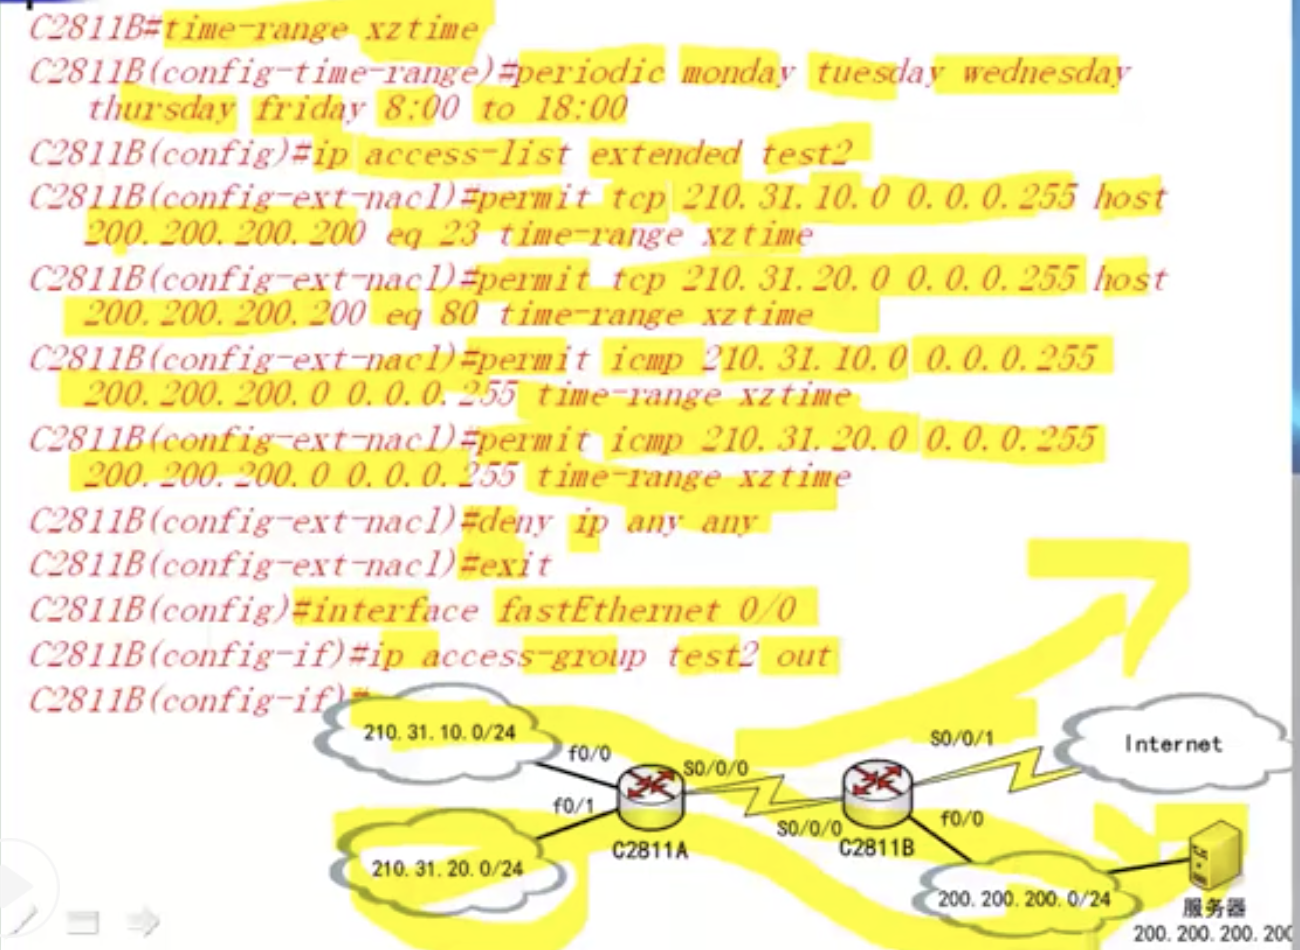 C2811B#time-range xztime
C2811B(config-time-range)#periodic monday tuesday wednesday
thursday friday 8:00 to 18:00
C2811B(config)#ip access-list extended test2
C2811B(config-ext-nacl)#permit tcp 210.31.10.0 0.0.0.255 host
200.200.200.200 eq 23 time-range xztime
C2811B(config-ext-nacl)#permit tcp 210.31.20.0 0.0.0.255 host
200.200.200.200 eq 80 time-range xztime
C2811B(config-ext-nacl)#permit icmp 210.31.10.0 0.0.0.255
200.200.200.0 0.0.0.255 time-range xztime
C2811B(config-ext-nacl)#permit icmp 210.31.20.0 0.0.0.255
200.200.200.0 0.0.0.255 time-range xztime
C2811B(config-ext-nacl)#deny ip any any
C2811B(config-ext-nacl)#exit
C2811B(config)#interface fastEthernet 0/0
C2811B(config-if)#ip access-group test2 out
C2811B(config-if)#
210.31.10.0/24
f0/0
S0/0/0
S0/0/1
Internet
f0/1
S0/0/0
f0/0
C2811A
C2811B
210.31.20.0/24
200.200.200.0/24
服务器
200.200.200.200